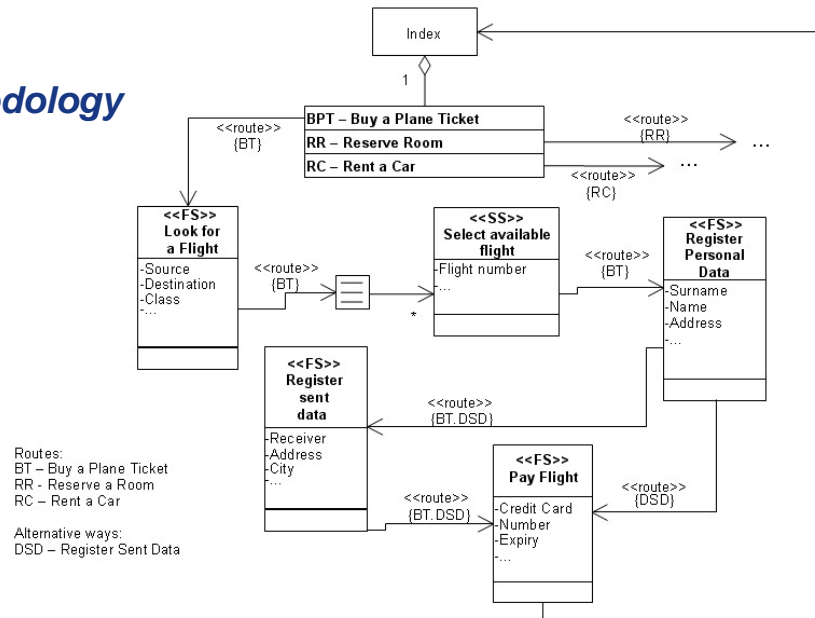 Index
odology
1
<<route>>
{BT}
BPT – Buy a Plane Ticket
RR – Reserve Room
RC – Rent a Car
<<route>>
{RR}
...
<<route>>
{RC}
...
<<FS>>
Look for
a Flight
-Source
-Destination
-Class
-...
<<route>>
{BT}
*
<<SS>>
Select available
flight
-Flight number
-...
<<route>>
{BT}
<<FS>>
Register
Personal
Data
-Surname
-Name
-Address
-...
<<route>>
{BT.DSD}
<<FS>>
Register
sent
data
-Receiver
-Address
-City
-...
<<route>>
{BT.DSD}
<<FS>>
Pay Flight
-Credit Card
-Number
-Expiry
-...
<<route>>
{DSD}
Routes:
BT – Buy a Plane Ticket
RR - Reserve a Room
RC – Rent a Car
Alternative ways:
DSD – Register Sent Data